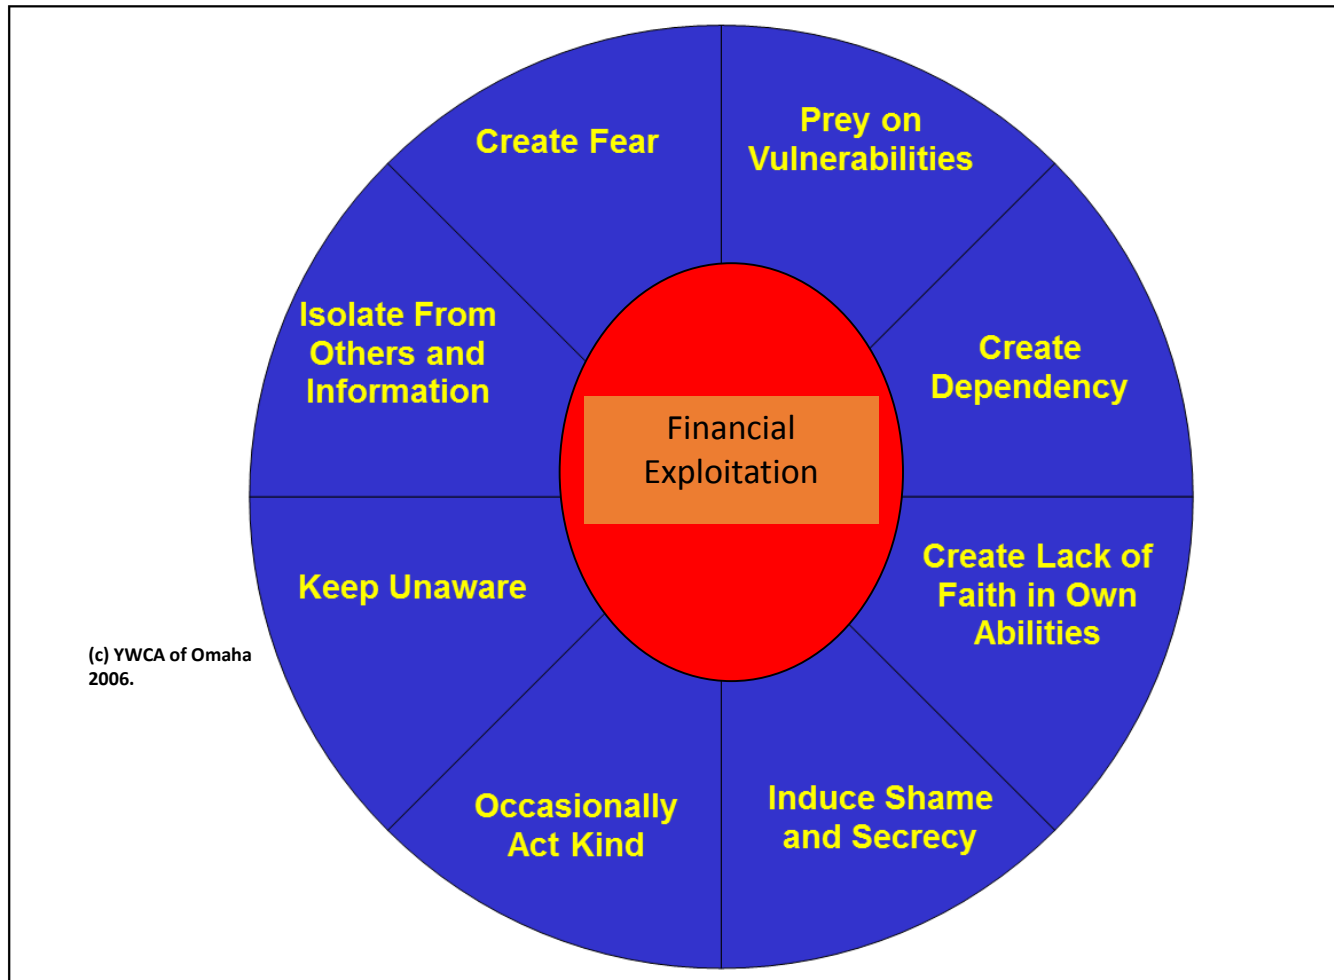 Create Fear
Prey on
Vulnerabilities
Create
Dependency
Create Lack of
Faith in Own
Abilities
Induce Shame
and Secrecy
Occasionally
Act Kind
Keep Unaware
Isolate From
Others and
Information
Financial
Exploitation
(c) YWCA of Omaha
2006.